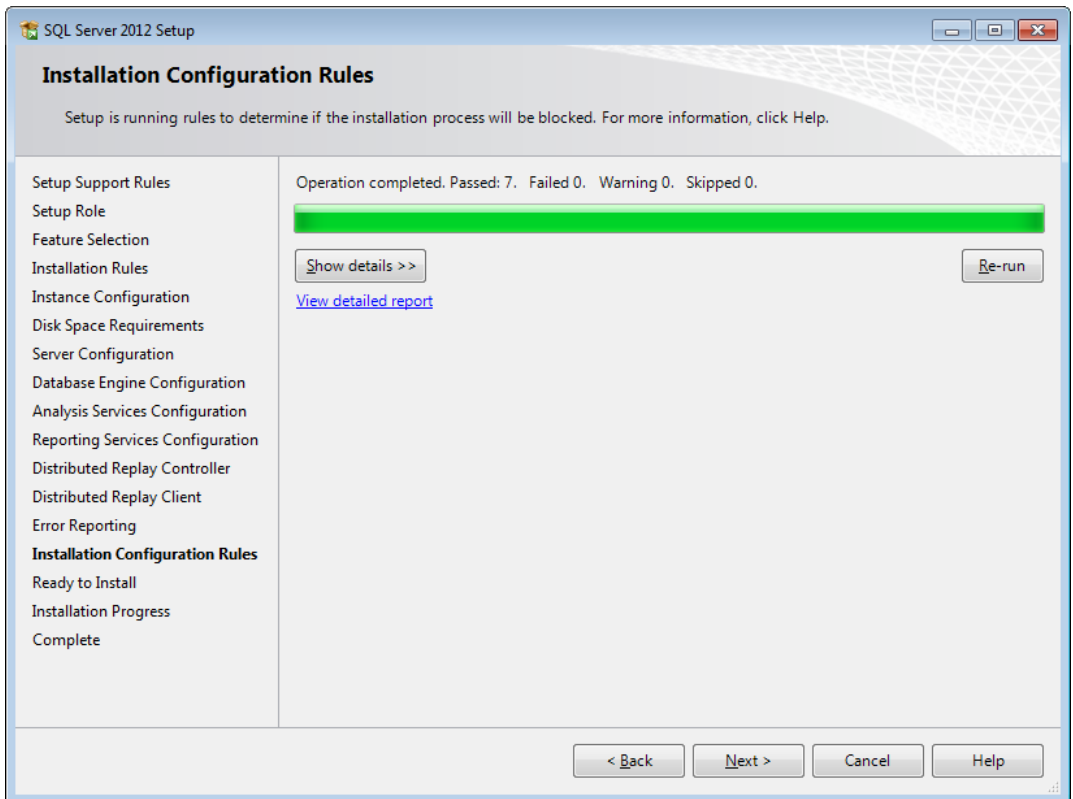 SQL Server 2012 Setup
Installation Configuration Rules
Setup is running rules to determine if the installation process will be blocked. For more information, click Help.
Setup Support Rules
Setup Role
Feature Selection
Installation Rules
Instance Configuration
Disk Space Requirements
Server Configuration
Database Engine Configuration
Analysis Services Configuration
Reporting Services Configuration
Distributed Replay Controller
Distributed Replay Client
Error Reporting
Installation Configuration Rules
Ready to Install
Installation Progress
Complete
Operation completed. Passed: 7.   Failed 0.   Warning 0.   Skipped 0.
Show details >>
Re-run
View detailed report
< Back
Next >
Cancel
Help